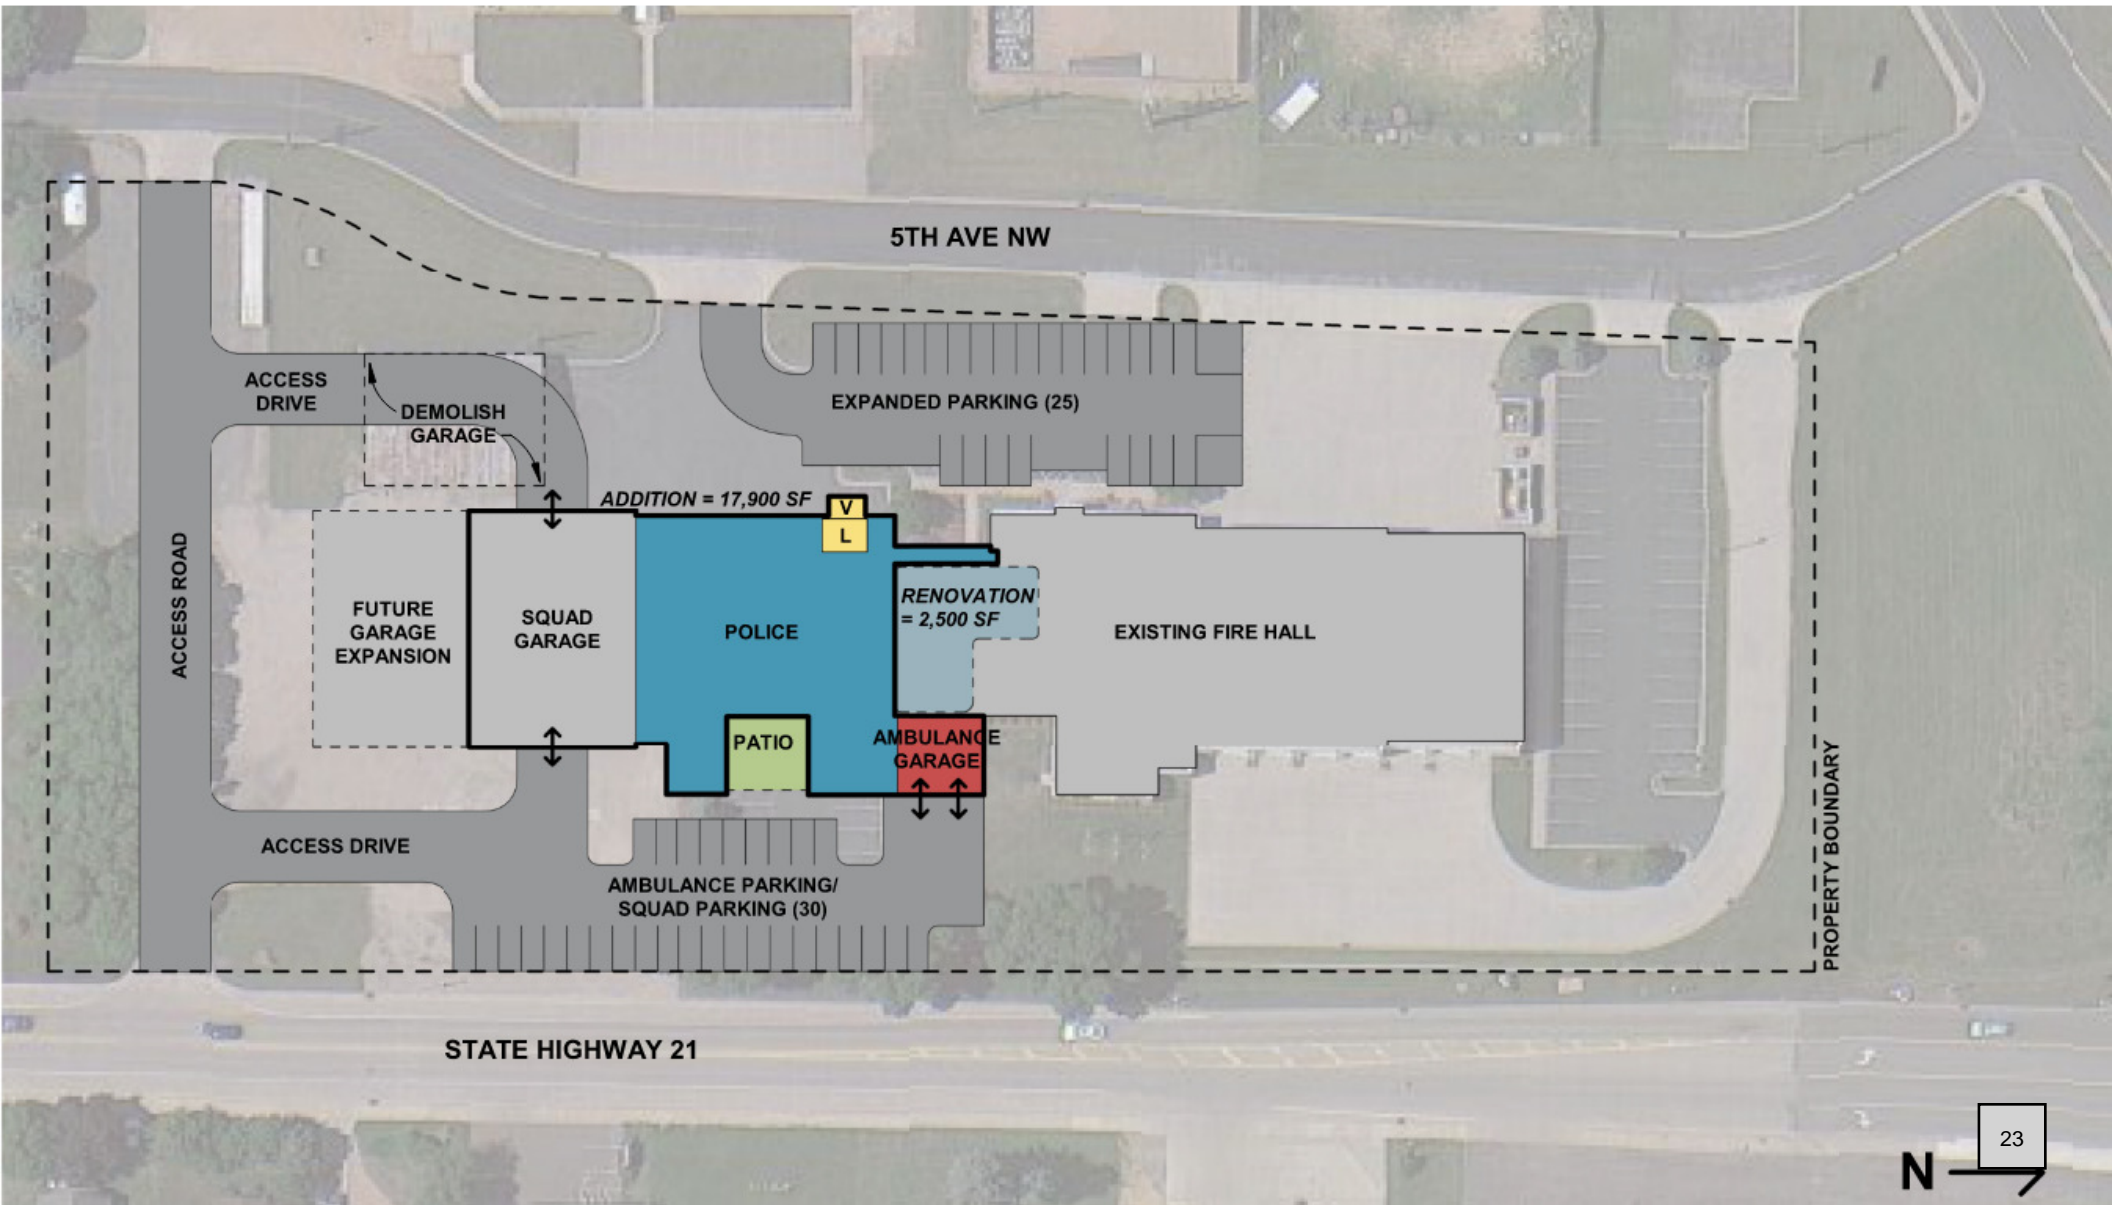 5TH AVE NW
ACCESS
DRIVE
DEMOLISH
GARAGE
EXPANDED PARKING (25)
ADDITION = 17,900 SF
V
L
ACCESS ROAD
FUTURE
GARAGE
EXPANSION
SQUAD
GARAGE
POLICE
RENOVATION
= 2,500 SF
EXISTING FIRE HALL
PATIO
AMBULANCE
GARAGE
ACCESS DRIVE
AMBULANCE PARKING/
SQUAD PARKING (30)
PROPERTY BOUNDARY
STATE HIGHWAY 21
23
N